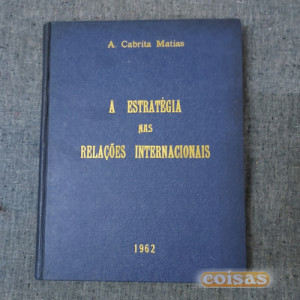 A. Cabrita Matias
A ESTRATÉGIA
NAS
RELAÇÕES INTERNACIONAIS
1962
coisas